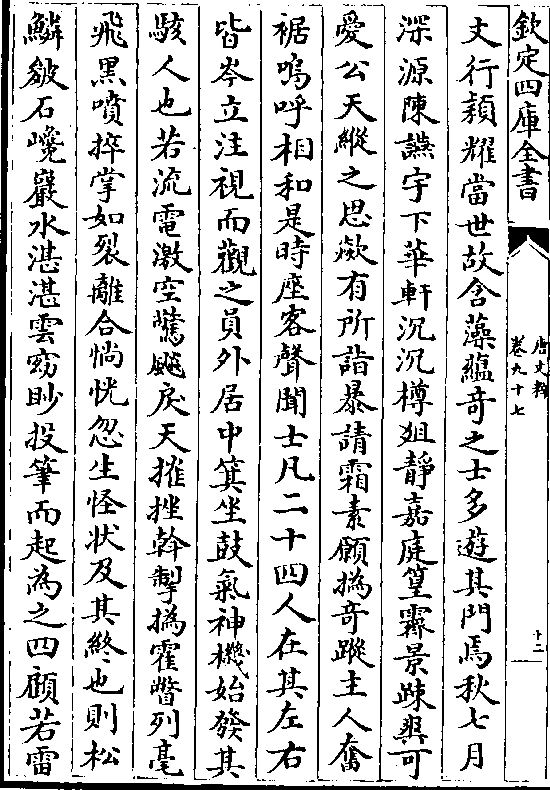 欽定四庫全書
唐文粹
卷九十七
十二
文行潁耀當世故含藻蘊竒之士多遊其門焉秋七月
深源陳讌宇下華軒沉沉樽爼靜嘉庭篁霽景踈爽可
愛公天縱之思歘有所詣暴請霜素願撝奇蹤主人奮
裾嗚呼相和是時座客聲聞士凡二十四人在其左右
皆岑立注視而觀之員外居中箕坐鼓氣神機始發其
駭人也若流電激空驚飇戾天摧挫斡掣撝霍瞥列毫
飛黒噴捽掌如裂離合惝恍忽生怪狀及其終也則松
鱗皴石巉巖水湛湛雲窈眇投筆而起為之四顧若雷